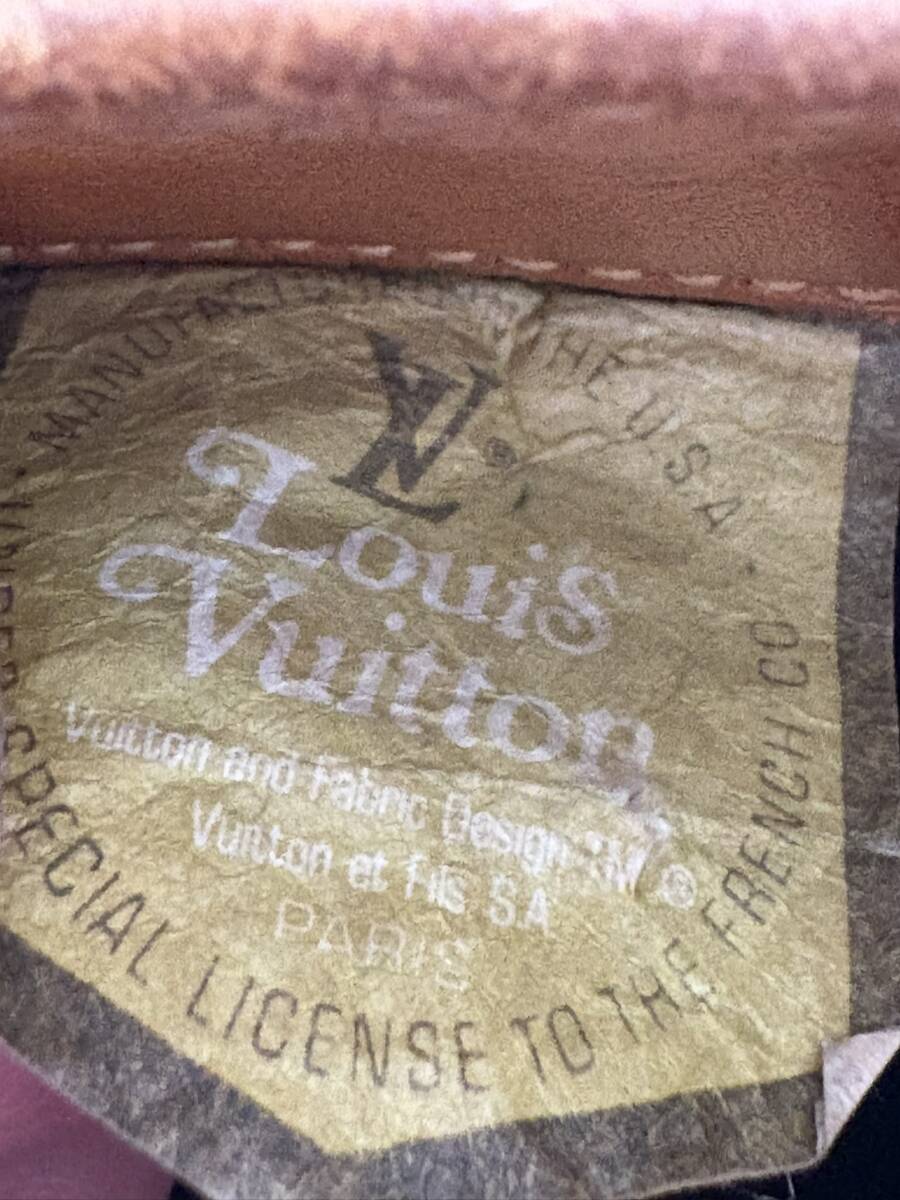 MANUFACTURED IN THE U.S.A
LV ®
Louis
Vuitton
Vuitton and Fabric Design TM ®
Vuitton et Fils S.A
PARIS
UNDER SPECIAL LICENSE TO THE FRENCH CO